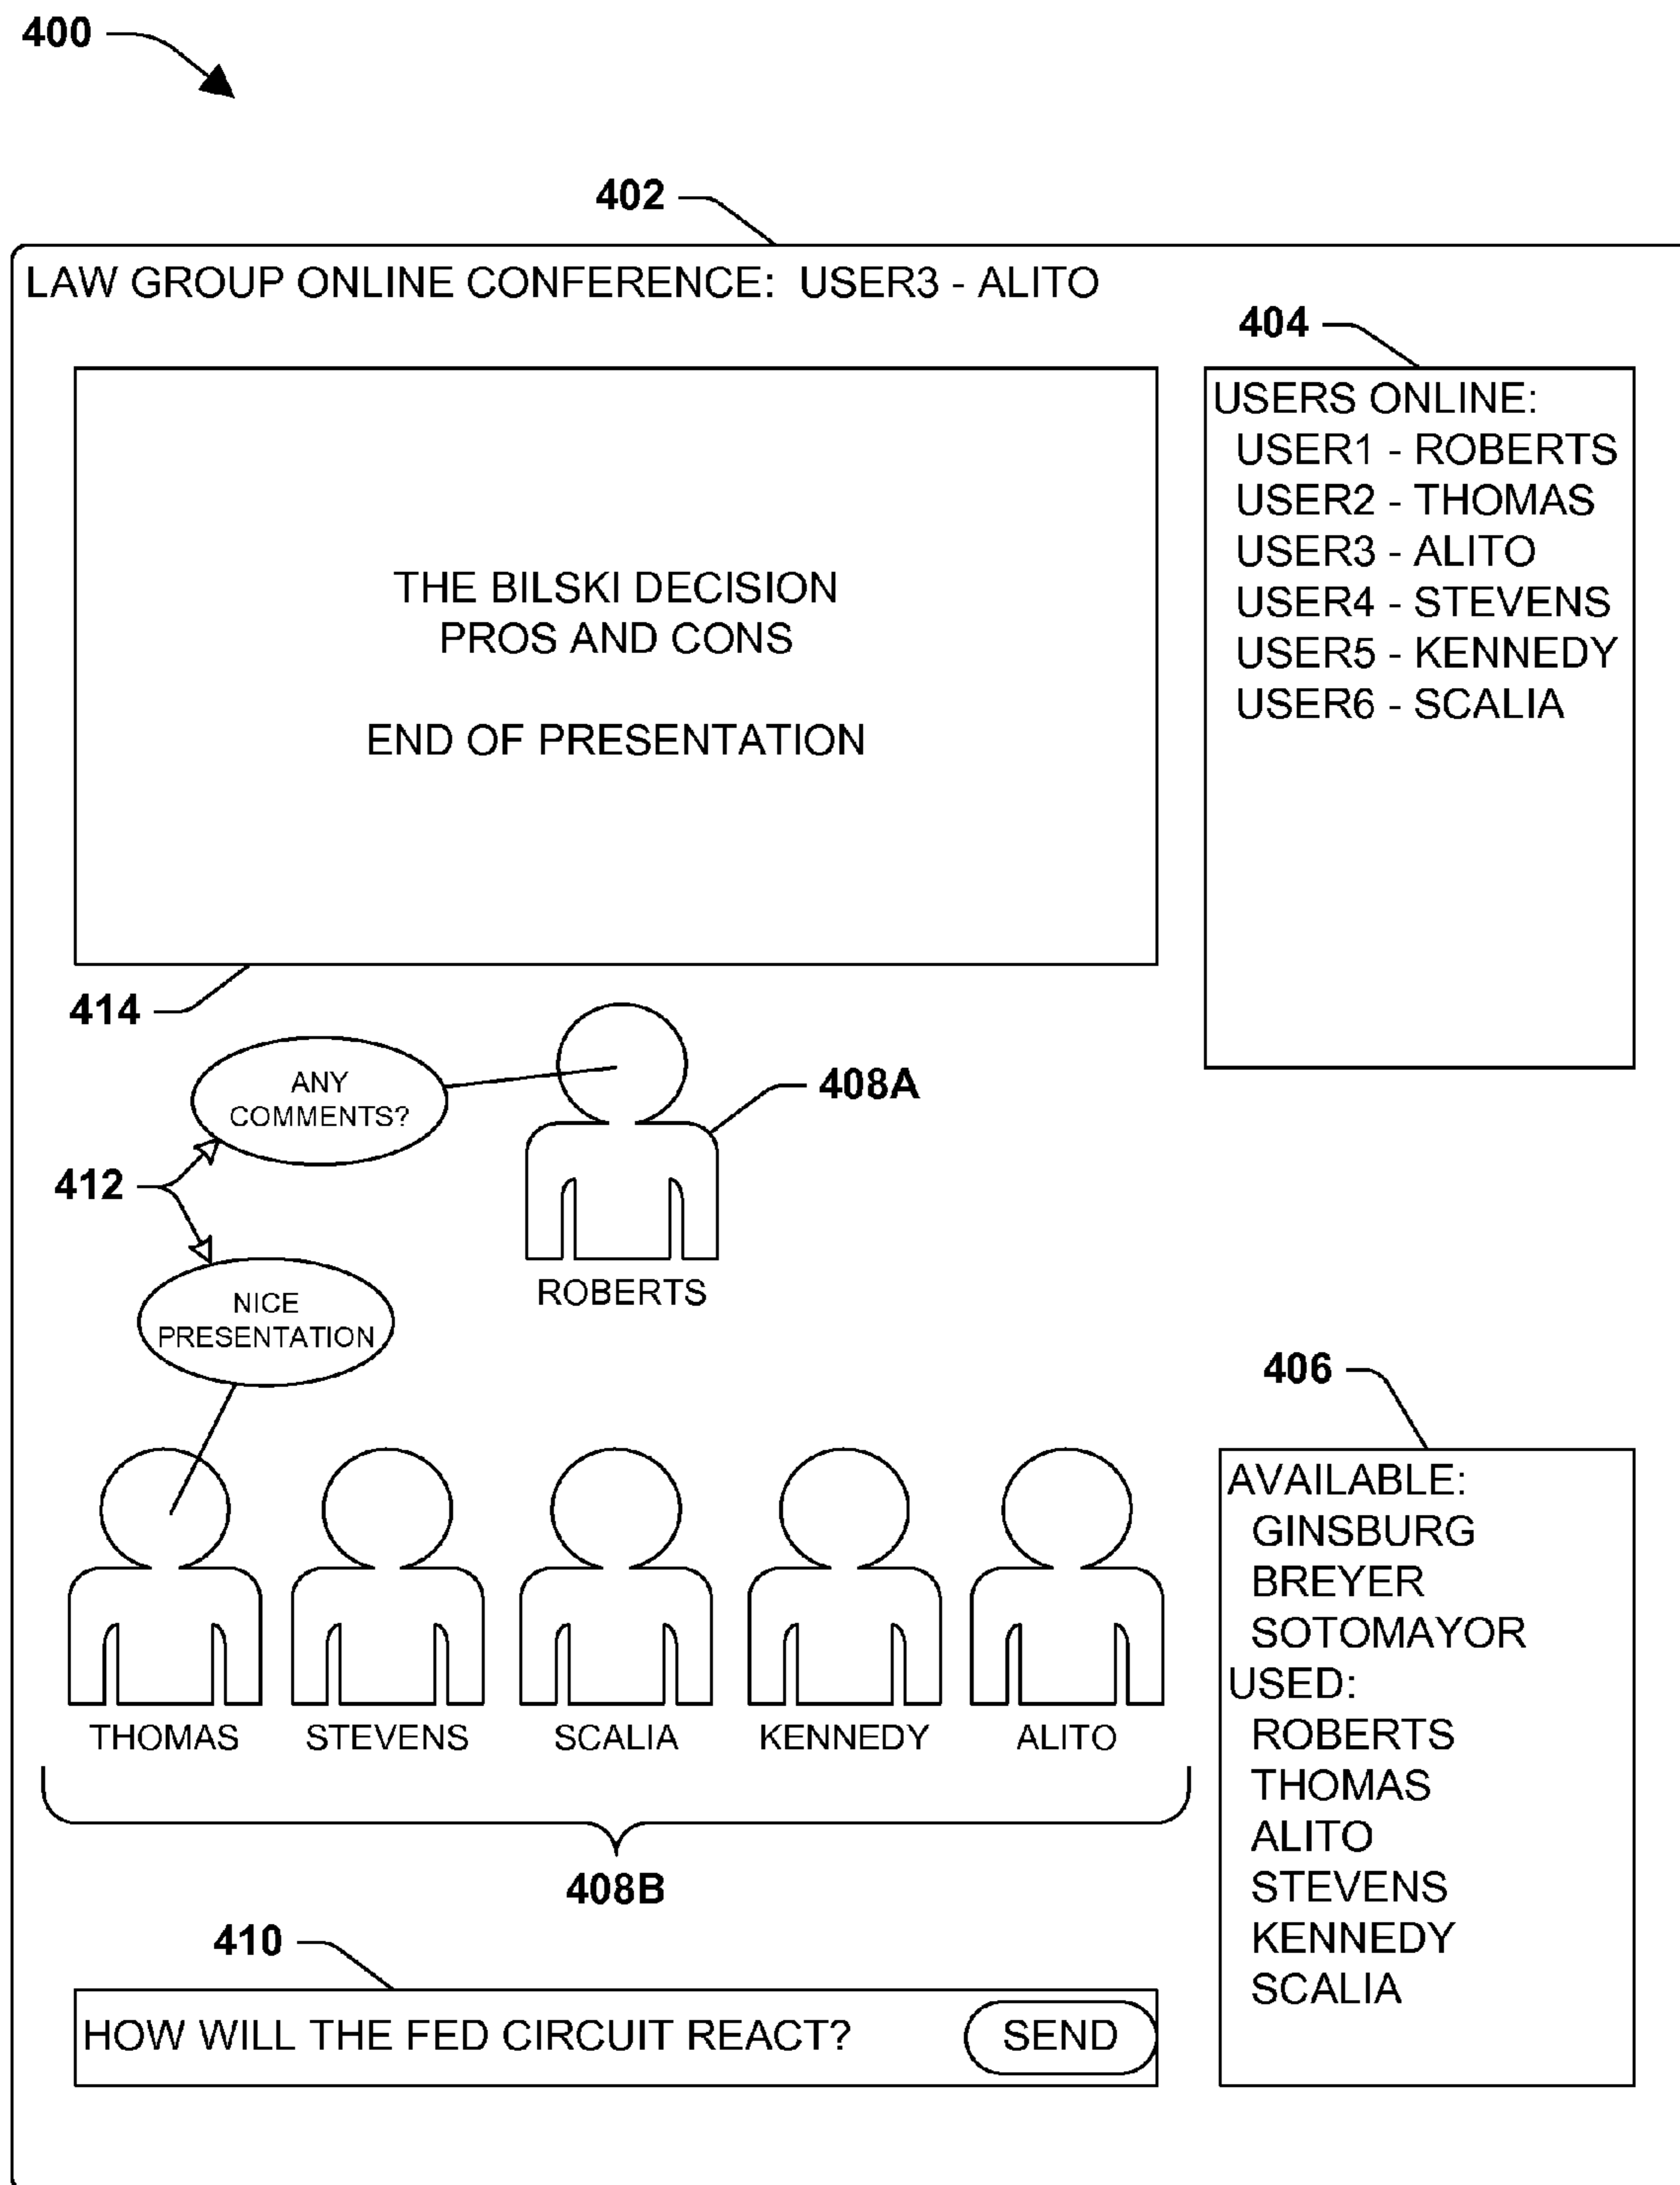 400
402
LAW GROUP ONLINE CONFERENCE: USER3 - ALITO
404
THE BILSKI DECISION
PROS AND CONS
END OF PRESENTATION
USERS ONLINE:
USER1 - ROBERTS
USER2 - THOMAS
USER3 - ALITO
USER4 - STEVENS
USER5 - KENNEDY
USER6 - SCALIA
414
ANY
COMMENTS?
408A
412
ROBERTS
NICE
PRESENTATION
406
THOMAS
STEVENS
SCALIA
KENNEDY
ALITO
408B
AVAILABLE:
GINSBURG
BREYER
SOTOMAYOR
USED:
ROBERTS
THOMAS
ALITO
STEVENS
KENNEDY
SCALIA
410
HOW WILL THE FED CIRCUIT REACT?
SEND